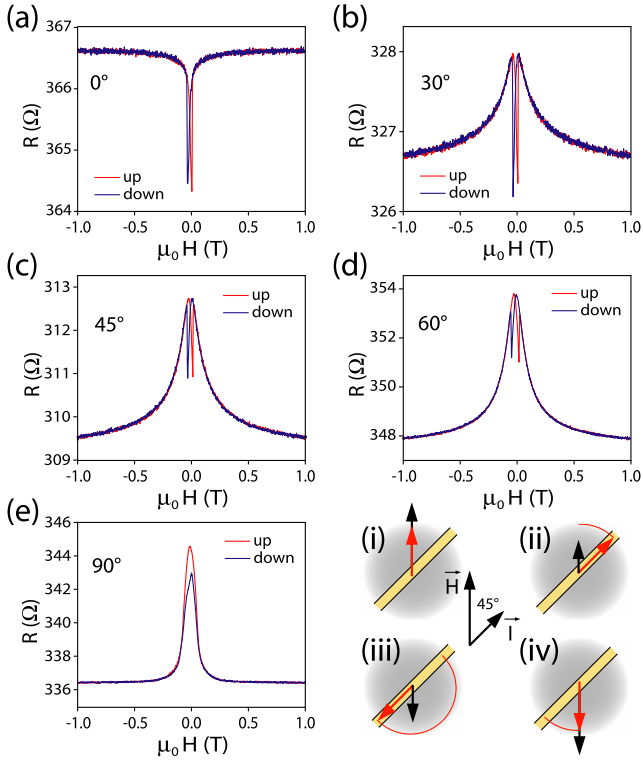 (a)
367
366
365
364
R (Ω)
0°
up
down
-1.0 -0.5 0.0 0.5 1.0
μ₀ H (T)
(b)
328
327
326
R (Ω)
30°
up
down
-1.0 -0.5 0.0 0.5 1.0
μ₀ H (T)
(c)
313
312
311
310
309
R (Ω)
45°
up
down
-1.0 -0.5 0.0 0.5 1.0
μ₀ H (T)
(d)
354
352
350
348
R (Ω)
60°
up
down
-1.0 -0.5 0.0 0.5 1.0
μ₀ H (T)
(e)
346
344
342
340
338
336
R (Ω)
90°
up
down
-1.0 -0.5 0.0 0.5 1.0
μ₀ H (T)
(i)
(ii)
H
45°
I
(iii)
(iv)